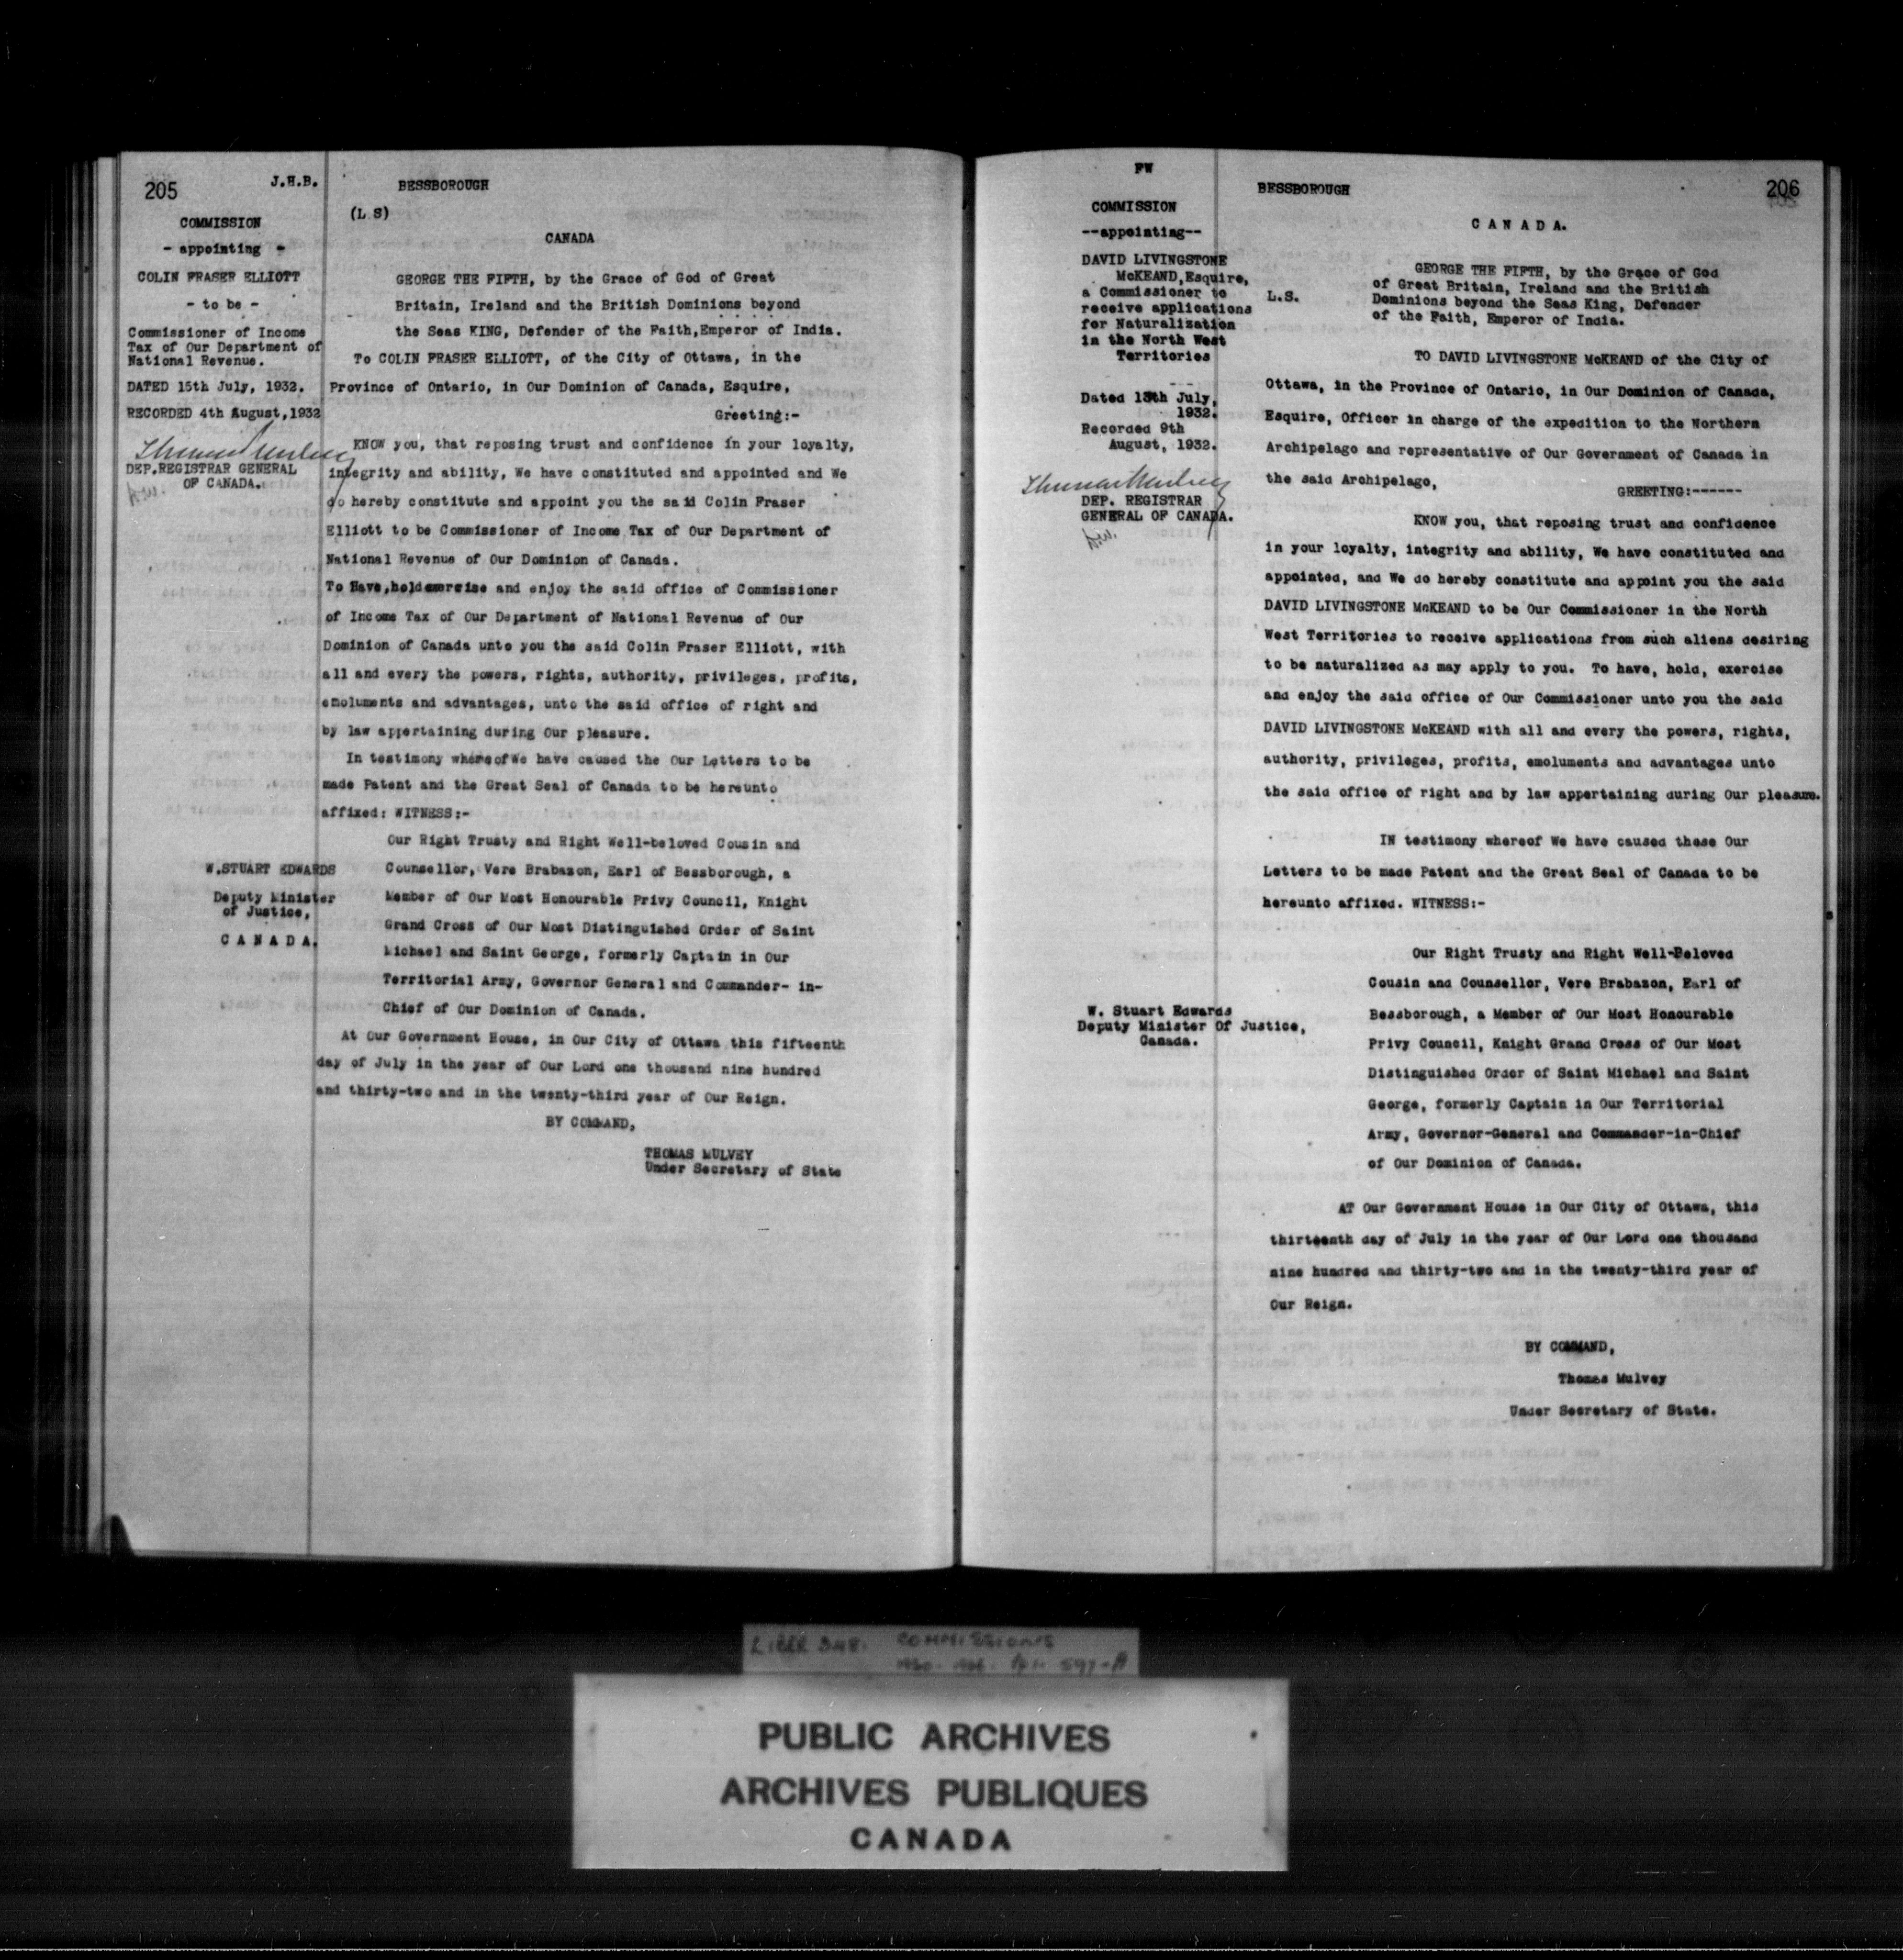 205
J.H.B.
COMMISSION
- appointing -
COLIN FRASER ELLIOTT
- to be -
Commissioner of Income
Tax of Our Department of
National Revenue.
DATED 15th July, 1932.
RECORDED 4th August,1932
Thomas Mulvey
DEP.REGISTRAR GENERAL
OF CANADA.
W.STUART EDWARDS
Deputy Minister
of Justice,
C A N A D A.
BESSBOROUGH
(L S)
CANADA
GEORGE THE FIFTH, by the Grace of God of Great
Britain, Ireland and the British Dominions beyond
the Seas KING, Defender of the Faith,Emperor of India.
To COLIN FRASER ELLIOTT, of the City of Ottawa, in the
Province of Ontario, in Our Dominion of Canada, Esquire,
Greeting:-
KNOW you, that reposing trust and confidence in your loyalty,
integrity and ability, We have constituted and appointed and We
do hereby constitute and appoint you the said Colin Fraser
Elliott to be Commissioner of Income Tax of Our Department of
National Revenue of Our Dominion of Canada.
To Have,hold exercise and enjoy the said office of Commissioner
of Income Tax of Our Department of National Revenue of Our
Dominion of Canada unto you the said Colin Fraser Elliott, with
all and every the powers, rights, authority, privileges, profits,
emoluments and advantages, unto the said office of right and
by law appertaining during Our pleasure.
In testimony whereof We have caused the Our Letters to be
made Patent and the Great Seal of Canada to be hereunto
affixed: WITNESS:-
Our Right Trusty and Right Well-beloved Cousin and
Counsellor, Vere Brabazon, Earl of Bessborough, a
Member of Our Most Honourable Privy Council, Knight
Grand Cross of Our Most Distinguished Order of Saint
Michael and Saint George, formerly Captain in Our
Territorial Army, Governor General and Commander- in-
Chief of Our Dominion of Canada.
At Our Government House, in Our City of Ottawa this fifteenth
day of July in the year of Our Lord one thousand nine hundred
and thirty-two and in the twenty-third year of Our Reign.
BY COMMAND,
THOMAS MULVEY
Under Secretary of State
206
FW
COMMISSION
--appointing--
DAVID LIVINGSTONE
McKEAND,Esquire,
a Commissioner to
receive applications
for Naturalization
in the North West
Territories
Dated 13th July,
1932.
Recorded 9th
August, 1932.
Thomas Mulvey
DEP. REGISTRAR
GENERAL OF CANADA.
W. Stuart Edwards
Deputy Minister Of Justice,
Canada.
BESSBOROUGH
C A N A D A.
L.S.
GEORGE THE FIFTH, by the Grace of God
of Great Britain, Ireland and the British
Dominions beyond the Seas King, Defender
of the Faith, Emperor of India.
TO DAVID LIVINGSTONE McKEAND of the City of
Ottawa, in the Province of Ontario, in Our Dominion of Canada,
Esquire, Officer in charge of the expedition to the Northern
Archipelago and representative of Our Government of Canada in
the said Archipelago,
GREETING:------
KNOW you, that reposing trust and confidence
in your loyalty, integrity and ability, We have constituted and
appointed, and We do hereby constitute and appoint you the said
DAVID LIVINGSTONE McKEAND to be Our Commissioner in the North
West Territories to receive applications from such aliens desiring
to be naturalized as may apply to you. To have, hold, exercise
and enjoy the said office of Our Commissioner unto you the said
DAVID LIVINGSTONE McKEAND with all and every the powers, rights,
authority, privileges, profits, emoluments and advantages unto
the said office of right and by law appertaining during Our pleasure.
IN testimony whereof We have caused these Our
Letters to be made Patent and the Great Seal of Canada to be
hereunto affixed. WITNESS:-
Our Right Trusty and Right Well-Beloved
Cousin and Counsellor, Vere Brabazon, Earl of
Bessborough, a Member of Our Most Honourable
Privy Council, Knight Grand Cross of Our Most
Distinguished Order of Saint Michael and Saint
George, formerly Captain in Our Territorial
Army, Governor-General and Commander-in-Chief
of Our Dominion of Canada.
AT Our Government House in Our City of Ottawa, this
thirteenth day of July in the year of Our Lord one thousand
nine hundred and thirty-two and in the twenty-third year of
Our Reign.
BY COMMAND,
Thomas Mulvey
Under Secretary of State.
LIBER 348. COMMISSIONS
597-A
PUBLIC ARCHIVES
ARCHIVES PUBLIQUES
CANADA